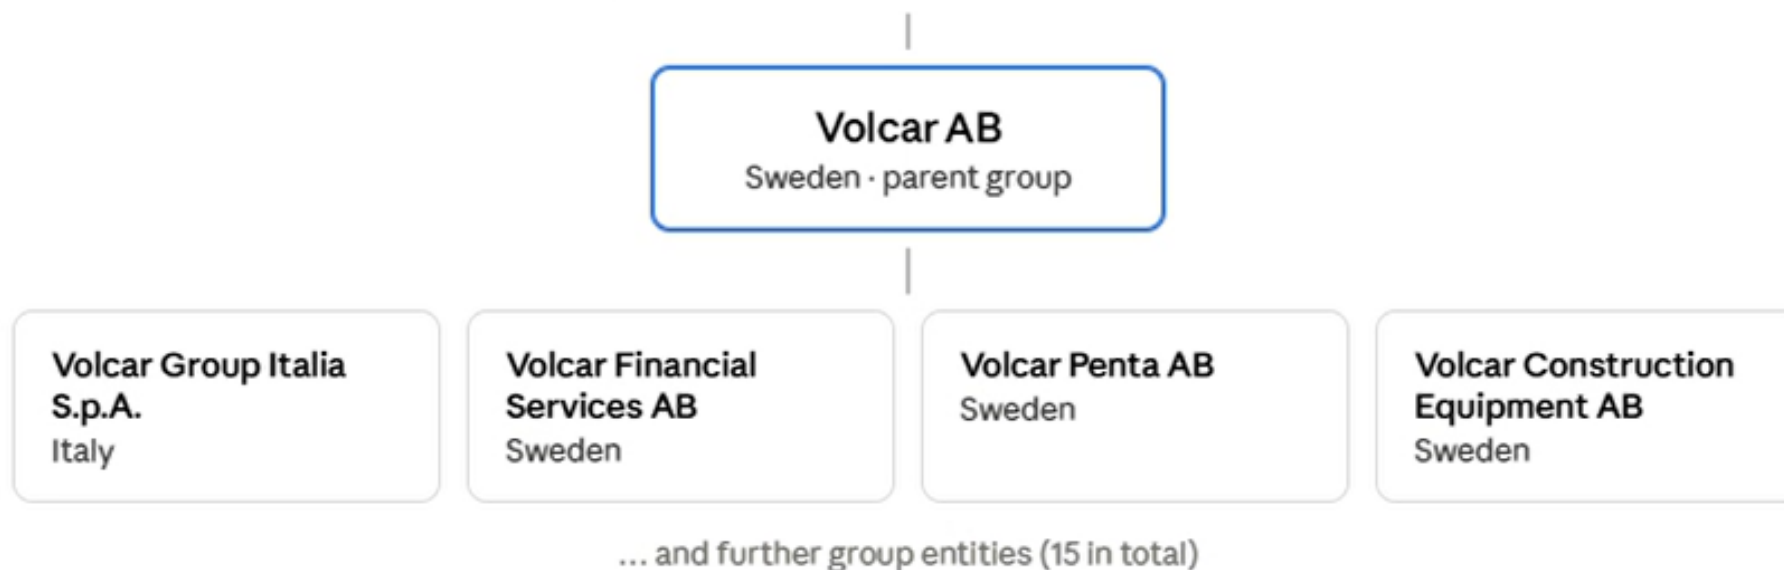 Volcar AB
Sweden · parent group
Volcar Group Italia
S.p.A.
Italy
Volcar Financial
Services AB
Sweden
Volcar Penta AB
Sweden
Volcar Construction
Equipment AB
Sweden
... and further group entities (15 in total)